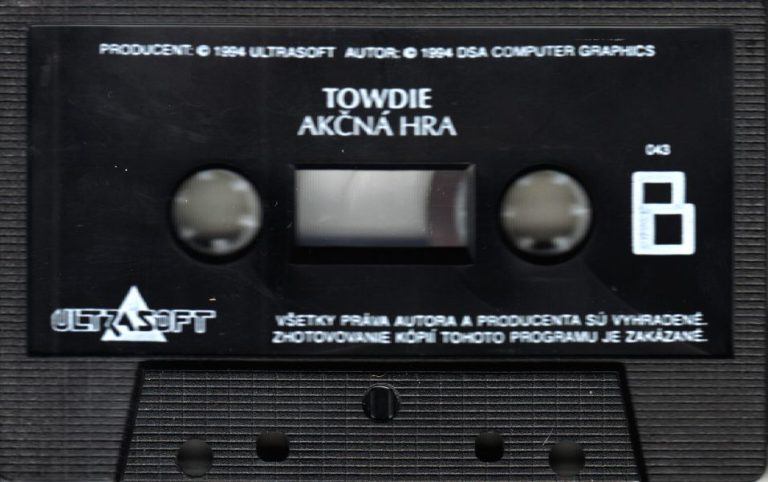 PRODUCENT: © 1994 ULTRASOFT AUTOR: © 1994 DSA COMPUTER GRAPHICS
TOWDIE
AKČNÁ HRA
043
B
ULTRASOFT
VŠETKY PRÁVA AUTORA A PRODUCENTA SÚ VYHRADENÉ.
ZHOTOVOVANIE KÓPIÍ TOHOTO PROGRAMU JE ZAKÁZANÉ.